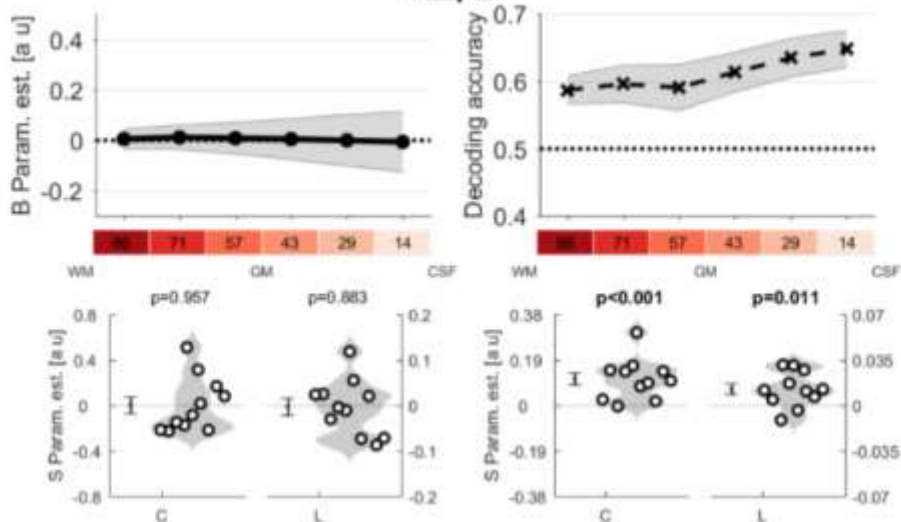 B Param. est. [a u]
0.4
0.2
0
-0.2
71 57 43 29 14
WM GM CSF
Decoding accuracy
0.7
0.6
0.5
0.4
71 57 43 29 14
WM GM CSF
p=0.957 p=0.883
S Param. est. [a u]
0.8
0.4
0
-0.4
-0.8
0.2
0.1
0
-0.1
-0.2
C L
p<0.001 p=0.011
S Param. est. [a u]
0.38
0.19
0
-0.19
-0.38
0.07
0.035
0
-0.035
-0.07
C L